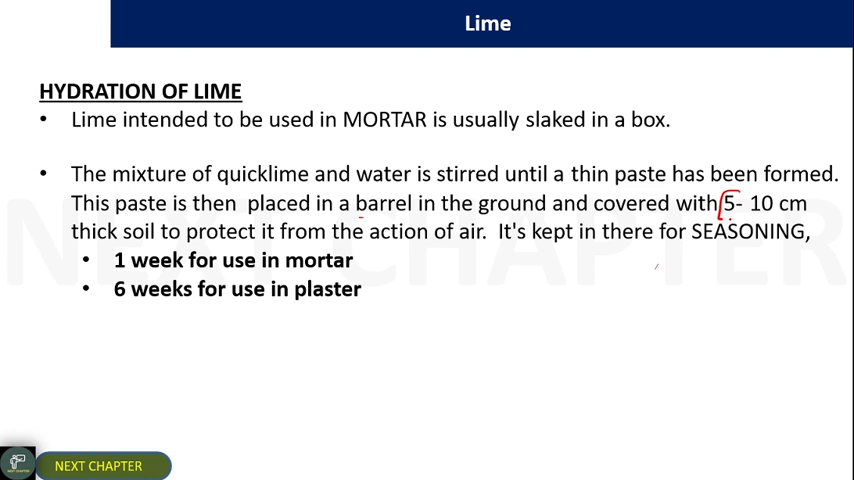 Lime
HYDRATION OF LIME
• Lime intended to be used in MORTAR is usually slaked in a box.
• The mixture of quicklime and water is stirred until a thin paste has been formed.
This paste is then placed in a barrel in the ground and covered with 5- 10 cm
thick soil to protect it from the action of air. It's kept in there for SEASONING,
• 1 week for use in mortar
• 6 weeks for use in plaster
NEXT CHAPTER
NEXT CHAPTER